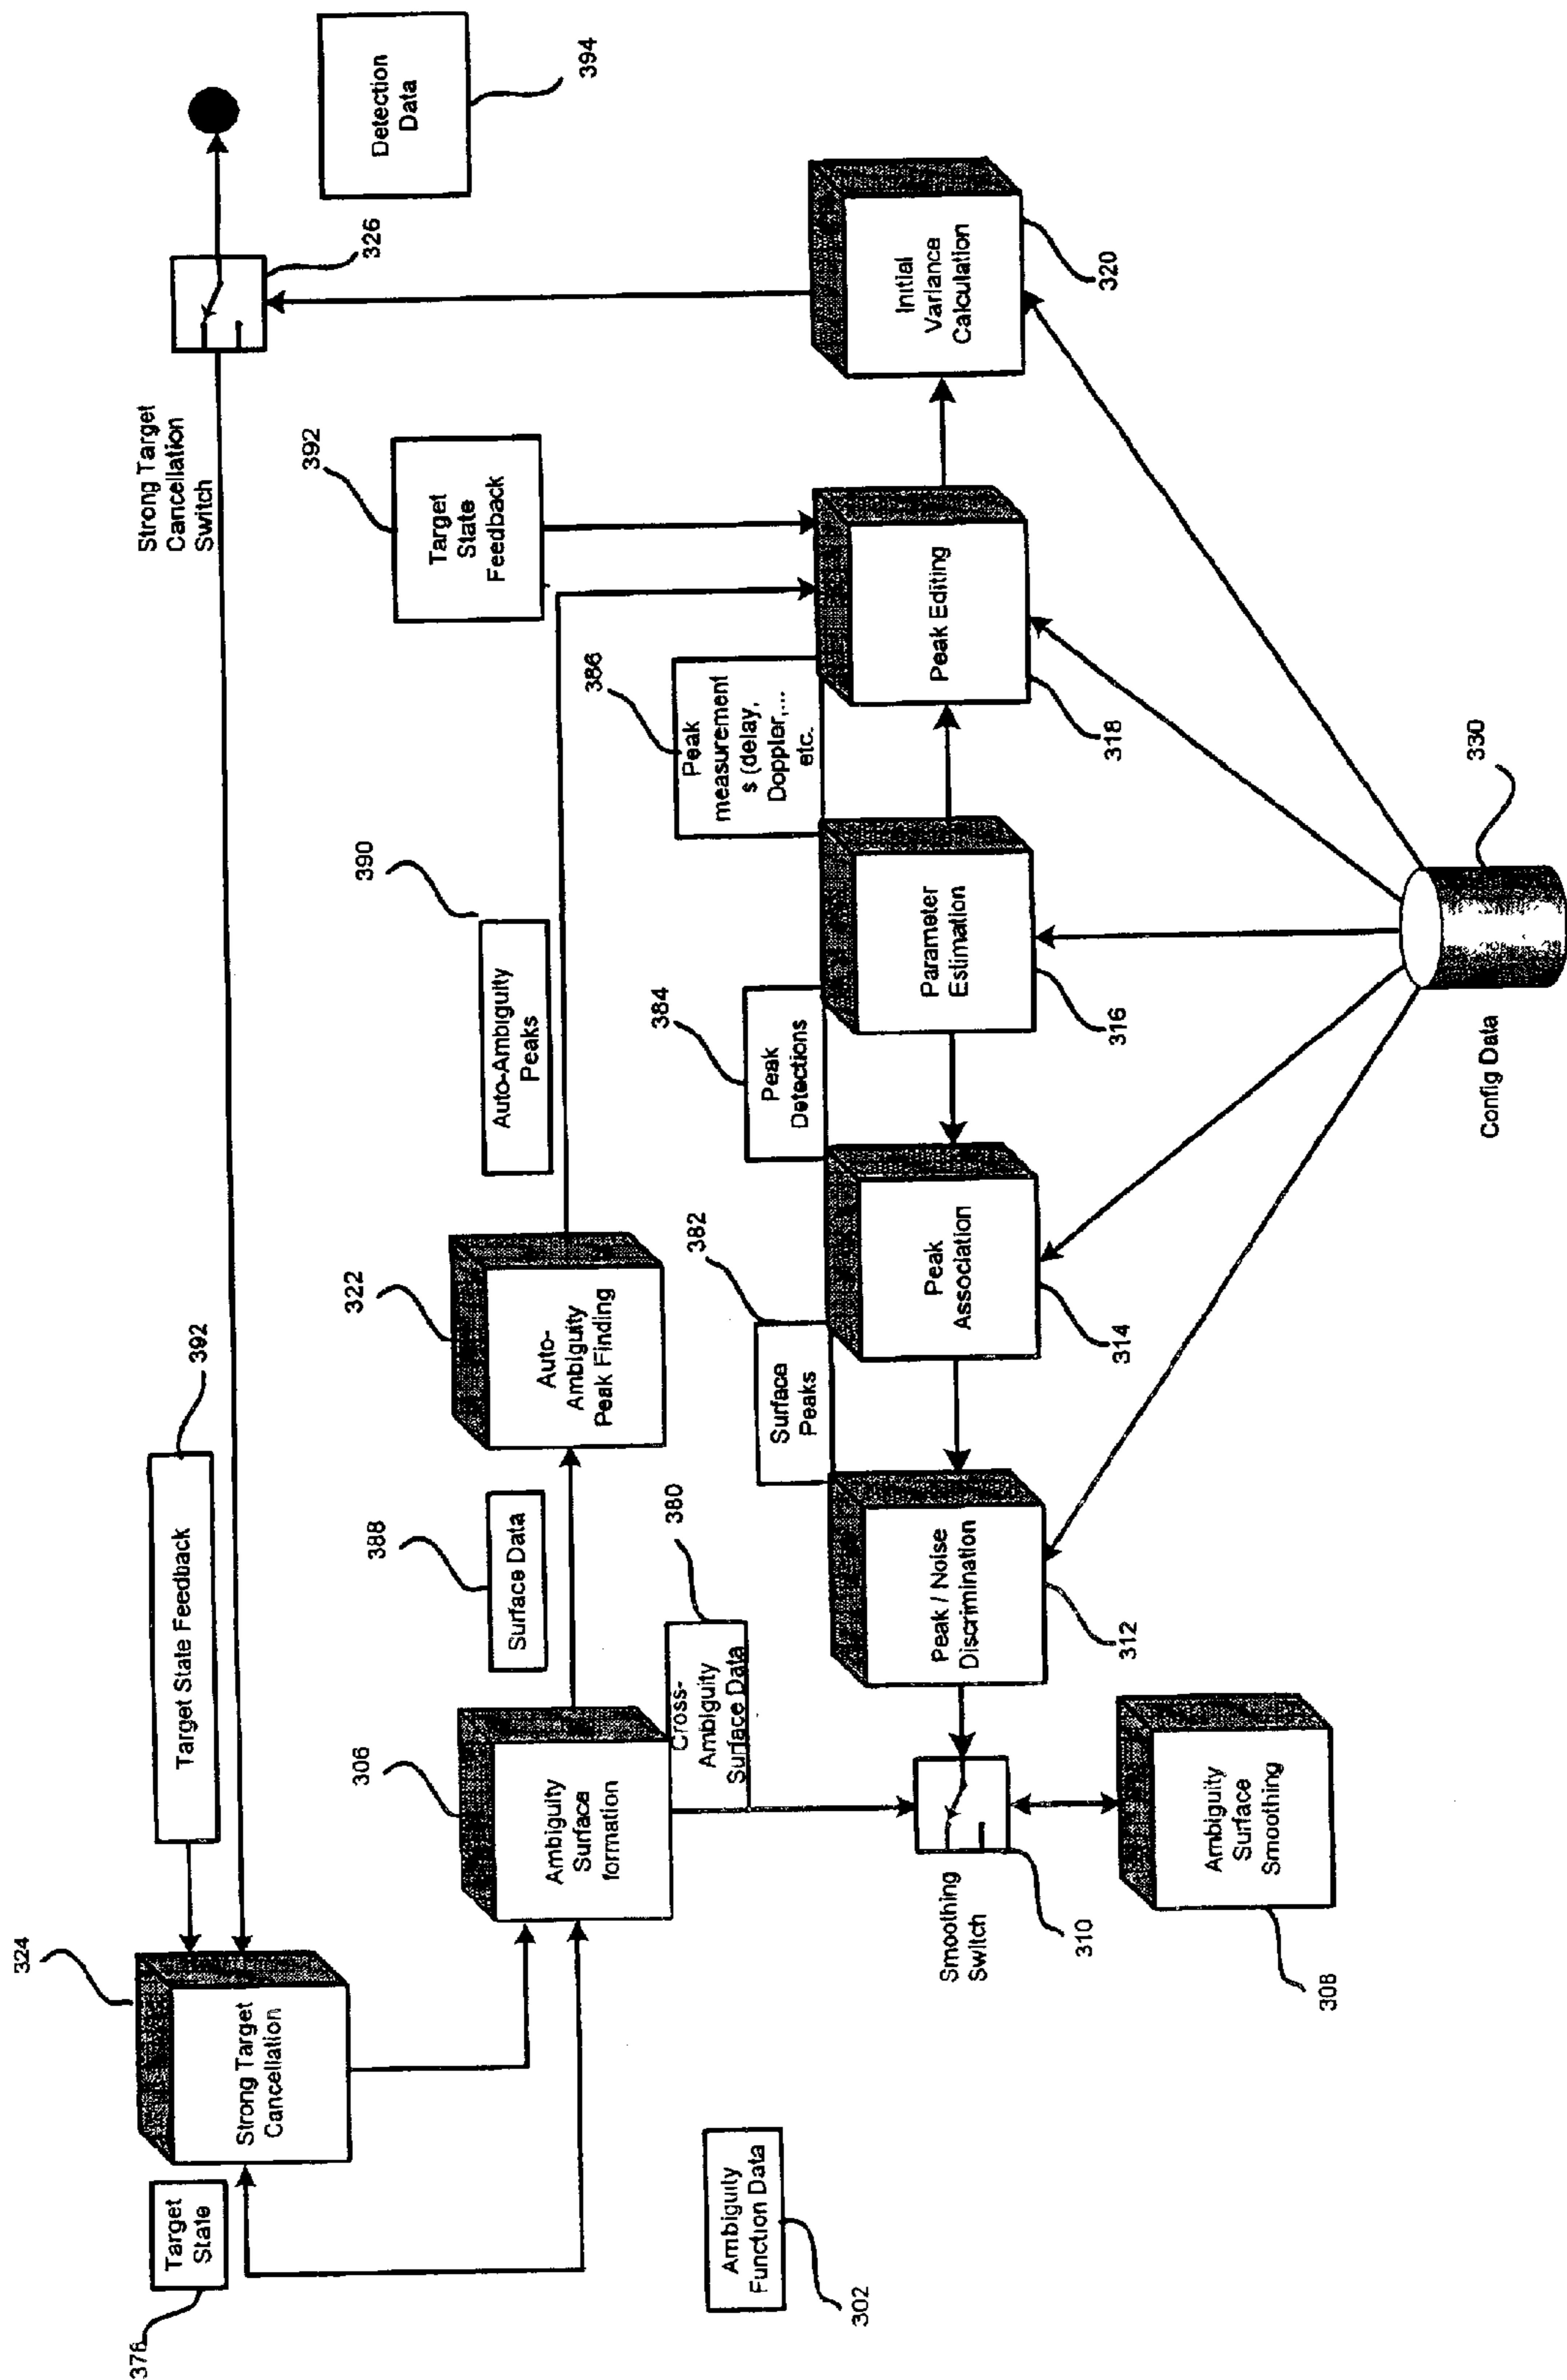 376
Target
State
324
Strong Target
Cancellation
Target State Feedback
392
Strong Target
Cancellation
Switch
326
Detection
Data
394
306
Ambiguity
Surface
formation
388
Surface Data
322
Auto-
Ambiguity
Peak Finding
390
Auto-Ambiguity
Peaks
392
Target
State
Feedback
302
Ambiguity
Function Data
380
Cross-
Ambiguity
Surface Data
Smoothing
Switch
310
308
Ambiguity
Surface
Smoothing
312
Peak / Noise
Discrimination
382
Surface
Peaks
314
Peak
Association
384
Peak
Detections
316
Parameter
Estimation
386
Peak
measurement
s (delay,
Doppler,...
etc.
318
Peak Editing
320
Initial
Variance
Calculation
330
Config Data